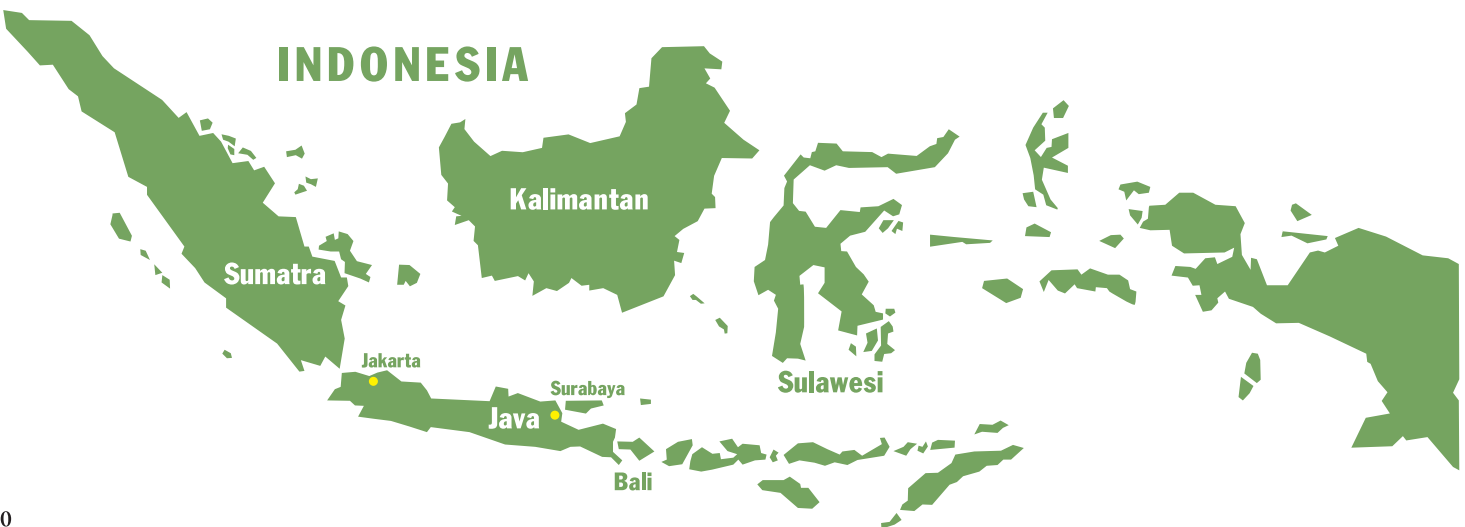 INDONESIA
Kalimantan
Sumatra
Jakarta
Surabaya
Sulawesi
Java
Bali
0